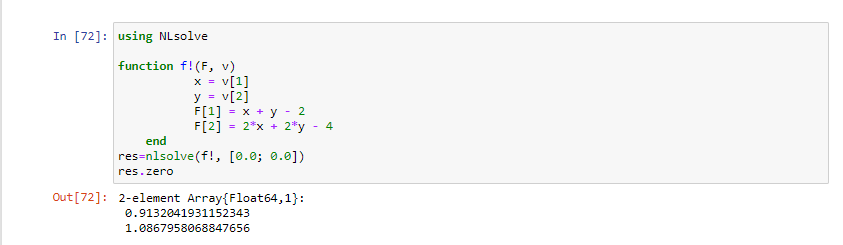 In [72]: using NLsolve

function f!(F, v)
x = v[1]
y = v[2]
F[1] = x + y - 2
F[2] = 2*x + 2*y - 4
end
res=nlsolve(f!, [0.0; 0.0])
res.zero
Out[72]: 2-element Array{Float64,1}:
0.9132041931152343
1.0867958068847656